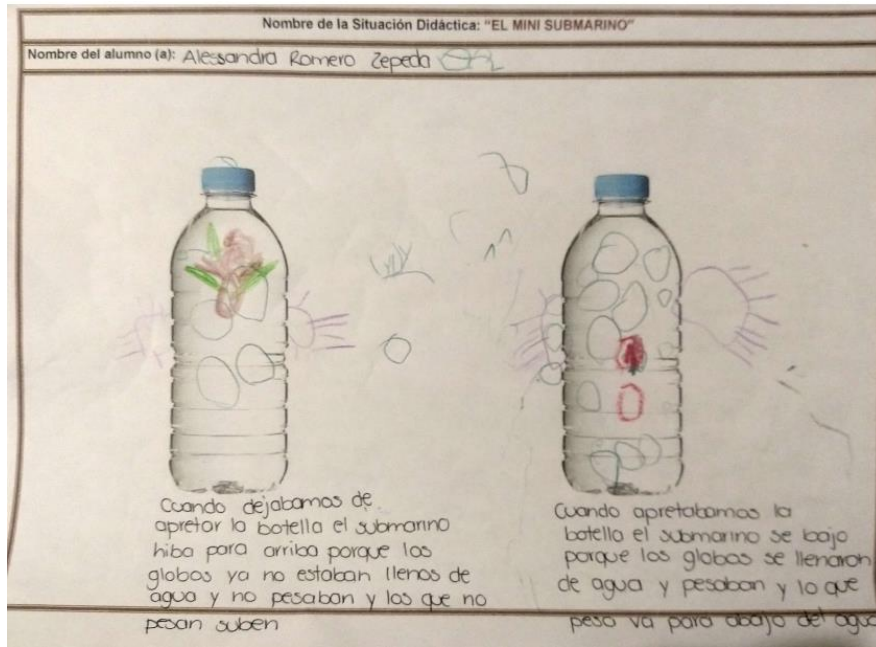 Nombre de la Situación Didáctica: "EL MINI SUBMARINO"
Nombre del alumno (a): Alessandra Romero Zepeda
Cuando dejabamos de
apretar la botella el submarino
hiba para arriba porque los
globos ya no estaban llenos de
agua y no pesaban y los que no
pesan suben
Cuando apretabamos la
botella el submarino se bajo
porque los globos se llenaron
de agua y pesaban y lo que
pesa va para abajo del agua